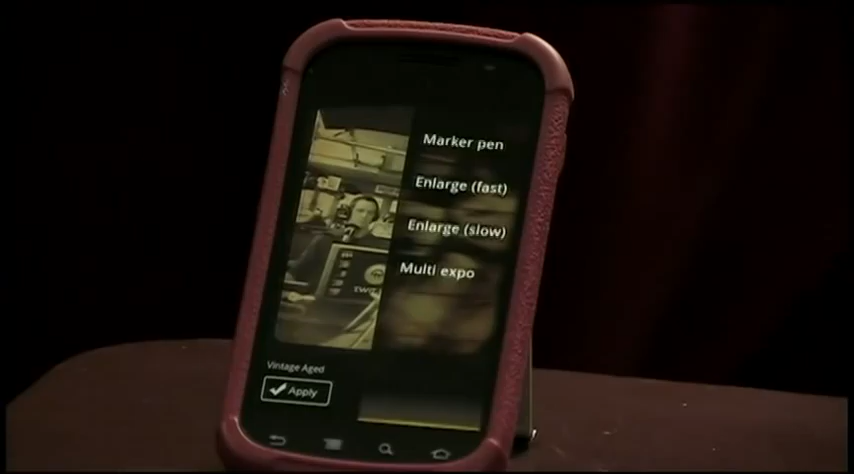 Marker pen
Enlarge (fast)
Enlarge (slow)
Multi expo
Vintage Aged
Apply